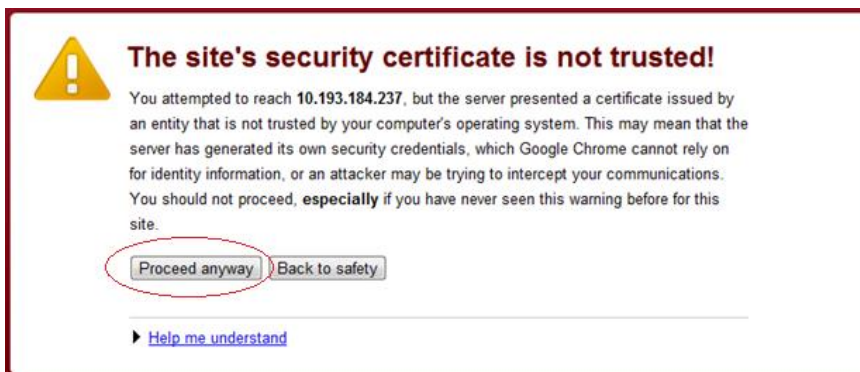 The site's security certificate is not trusted!
You attempted to reach 10.193.184.237, but the server presented a certificate issued by
an entity that is not trusted by your computer's operating system. This may mean that the
server has generated its own security credentials, which Google Chrome cannot rely on
for identity information, or an attacker may be trying to intercept your communications.
You should not proceed, especially if you have never seen this warning before for this
site.
Proceed anyway Back to safety
Help me understand